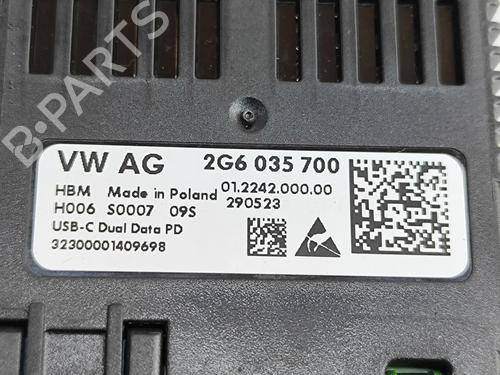 B-PARTS
VW AG 2G6 035 700
HBM Made in Poland 01.2242.000.00
H006 S0007 09S 290523
USB-C Dual Data PD
32300001409698